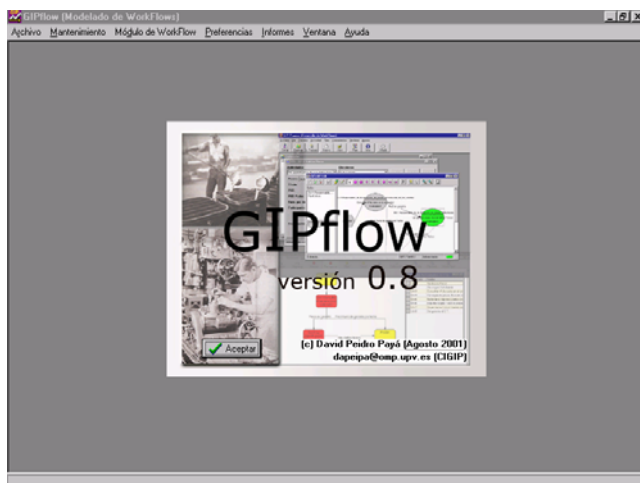 GIPflow (Modelado de WorkFlows)
Archivo Mantenimiento Módulo de WorkFlow Preferencias Informes Ventana Ayuda
GIPflow
versión 0.8
Aceptar
(c) David Peidro Payá (Agosto 2001)
dapeipa@omp.upv.es (CIGIP)